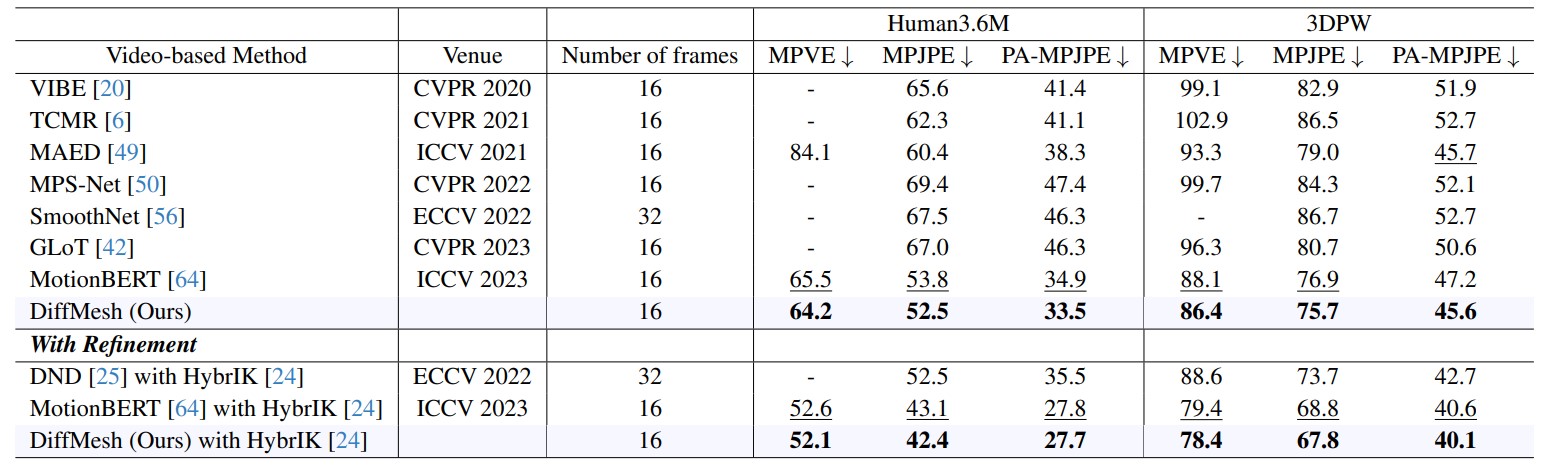 Human3.6M 3DPW
Video-based Method Venue Number of frames MPVE ↓ MPJPE ↓ PA-MPJPE ↓ MPVE ↓ MPJPE ↓ PA-MPJPE ↓
VIBE [20] CVPR 2020 16 - 65.6 41.4 99.1 82.9 51.9
TCMR [6] CVPR 2021 16 - 62.3 41.1 102.9 86.5 52.7
MAED [49] ICCV 2021 16 84.1 60.4 38.3 93.3 79.0 45.7
MPS-Net [50] CVPR 2022 16 - 69.4 47.4 99.7 84.3 52.1
SmoothNet [56] ECCV 2022 32 - 67.5 46.3 - 86.7 52.7
GLoT [42] CVPR 2023 16 - 67.0 46.3 96.3 80.7 50.6
MotionBERT [64] ICCV 2023 16 65.5 53.8 34.9 88.1 76.9 47.2
DiffMesh (Ours) 16 64.2 52.5 33.5 86.4 75.7 45.6
With Refinement
DND [25] with HybrIK [24] ECCV 2022 32 - 52.5 35.5 88.6 73.7 42.7
MotionBERT [64] with HybrIK [24] ICCV 2023 16 52.6 43.1 27.8 79.4 68.8 40.6
DiffMesh (Ours) with HybrIK [24] 16 52.1 42.4 27.7 78.4 67.8 40.1